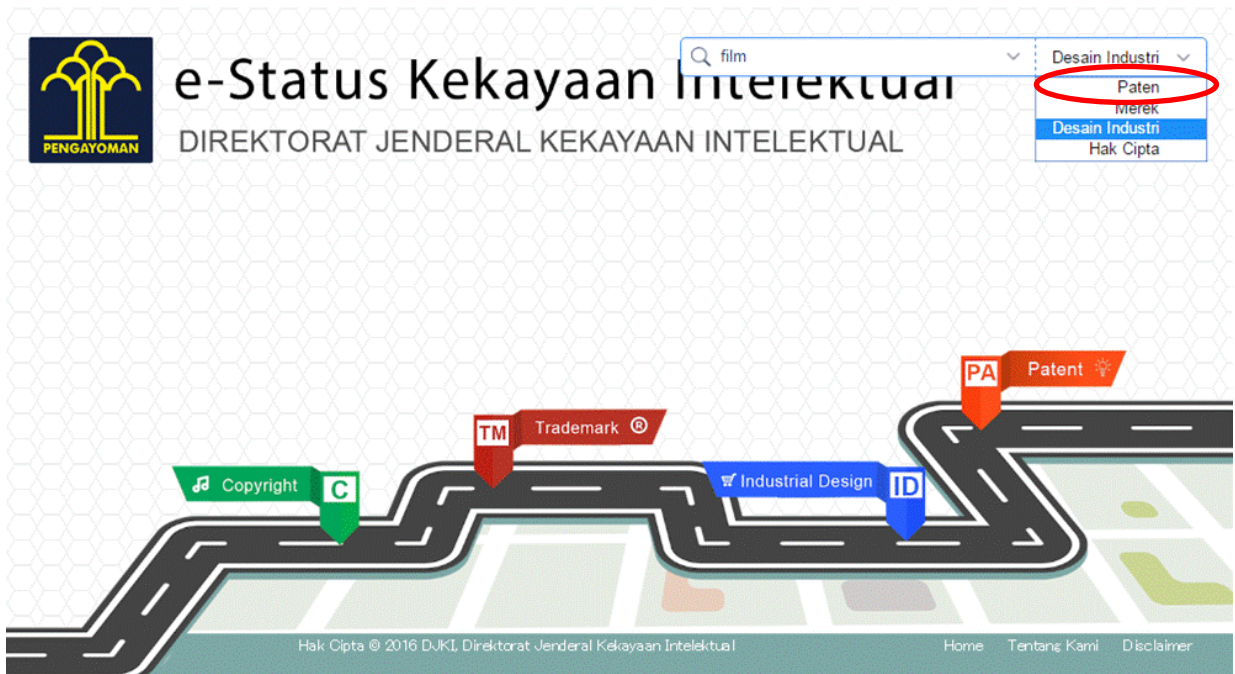 film
Desain Industri
e-Status Kekayaan Intelektual
Paten
Merek
Desain Industri
Hak Cipta
PENGAYOMAN
DIREKTORAT JENDERAL KEKAYAAN INTELEKTUAL
PA
Patent
TM
Trademark ®
Copyright
C
Industrial Design
ID
Hak Cipta © 2016 DJKI, Direktorat Jenderal Kekayaan Intelektual
Home
Tentang Kami
Disclaimer